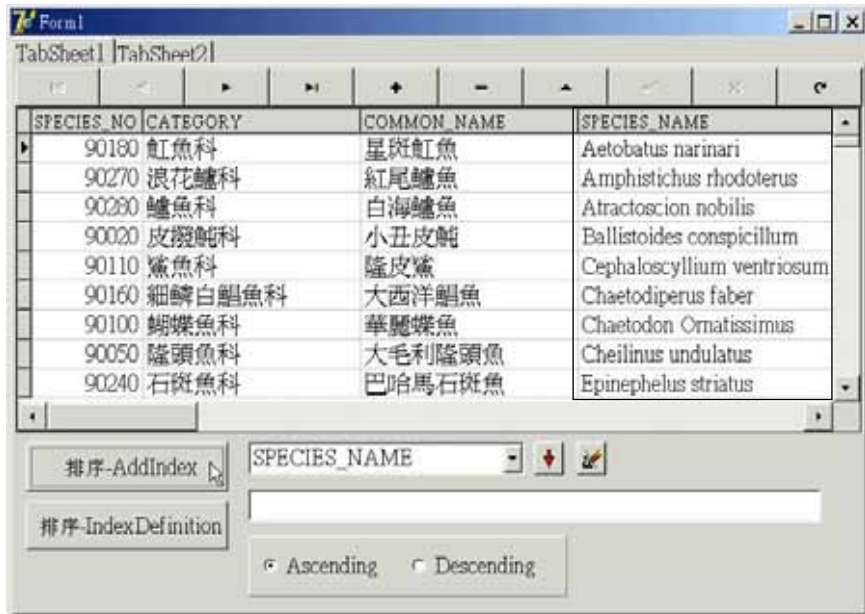 Form1
TabSheet1 TabSheet2
SPECIES_NO CATEGORY COMMON_NAME SPECIES_NAME
90180 魟魚科 星斑魟魚 Aetobatus narinari
90270 浪花鱸科 紅尾鱸魚 Amphistichus rhodoterus
90280 鱸魚科 白海鱸魚 Atractoscion nobilis
90020 皮撥魨科 小丑皮魨 Ballistoides conspicillum
90110 鯊魚科 隆皮鯊 Cephaloscyllium ventriosum
90160 細鱗白鯧魚科 大西洋鯧魚 Chaetodiperus faber
90100 蝴蝶魚科 華麗蝶魚 Chaetodon Ornatissimus
90050 隆頭魚科 大毛利隆頭魚 Cheilinus undulatus
90240 石斑魚科 巴哈馬石斑魚 Epinephelus striatus
排序-AddIndex SPECIES_NAME
排序-IndexDefinition
Ascending Descending